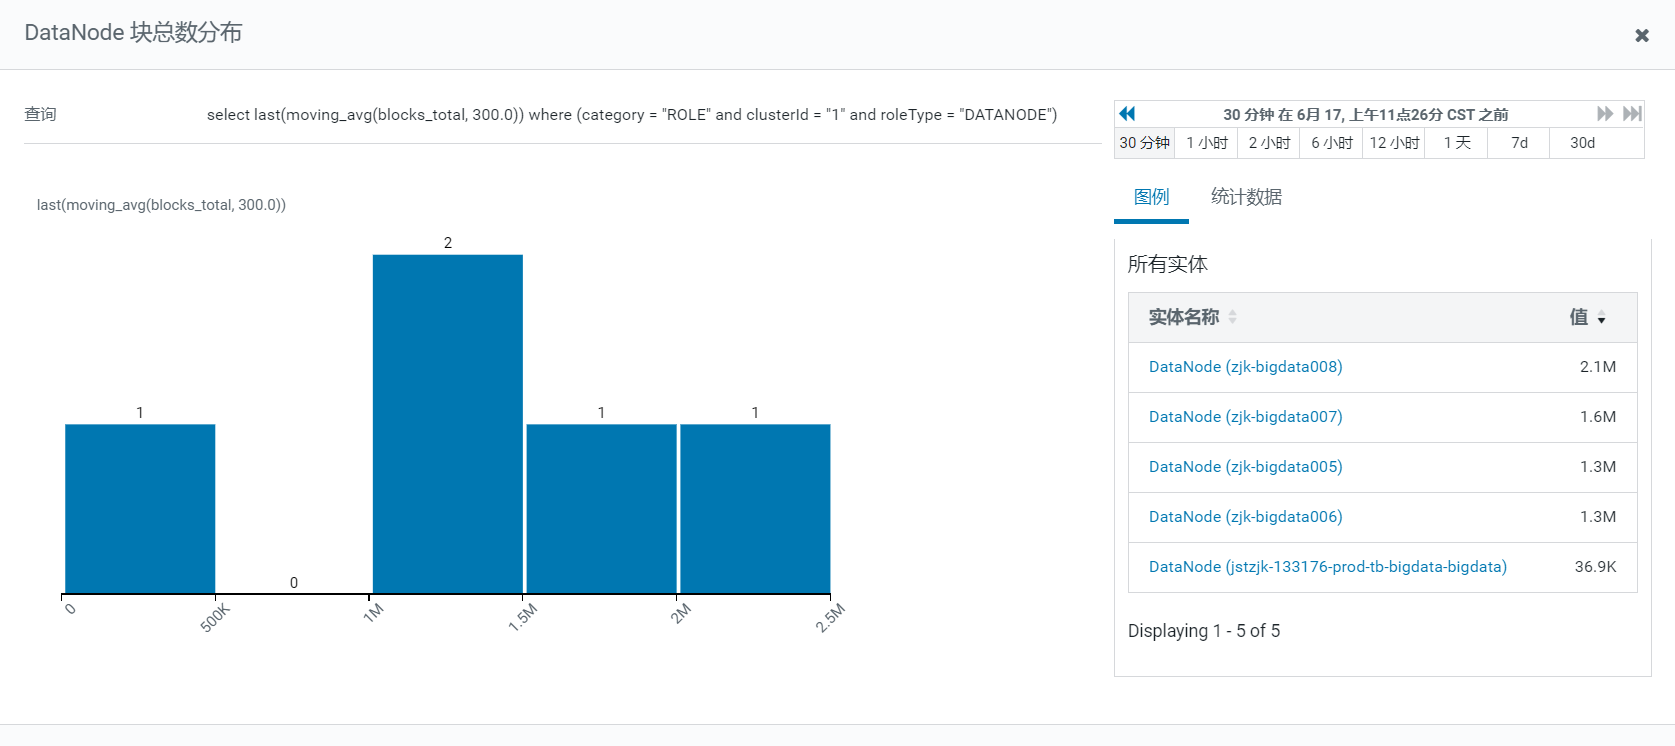 DataNode 块总数分布
查询
select last(moving_avg(blocks_total, 300.0)) where (category = "ROLE" and clusterId = "1" and roleType = "DATANODE")
last(moving_avg(blocks_total, 300.0))
2
1
1
1
0
0
500K
1M
1.5M
2M
2.5M
30 分钟 在 6月 17, 上午11点26分 CST 之前
30 分钟 1 小时 2 小时 6 小时 12 小时 1 天 7d 30d
图例 统计数据
所有实体
实体名称 值
DataNode (zjk-bigdata008) 2.1M
DataNode (zjk-bigdata007) 1.6M
DataNode (zjk-bigdata005) 1.3M
DataNode (zjk-bigdata006) 1.3M
DataNode (jstzjk-133176-prod-tb-bigdata-bigdata) 36.9K
Displaying 1 - 5 of 5